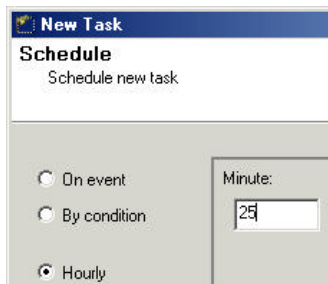 New Task
Schedule
Schedule new task
On event
Minute:
By condition
25
Hourly